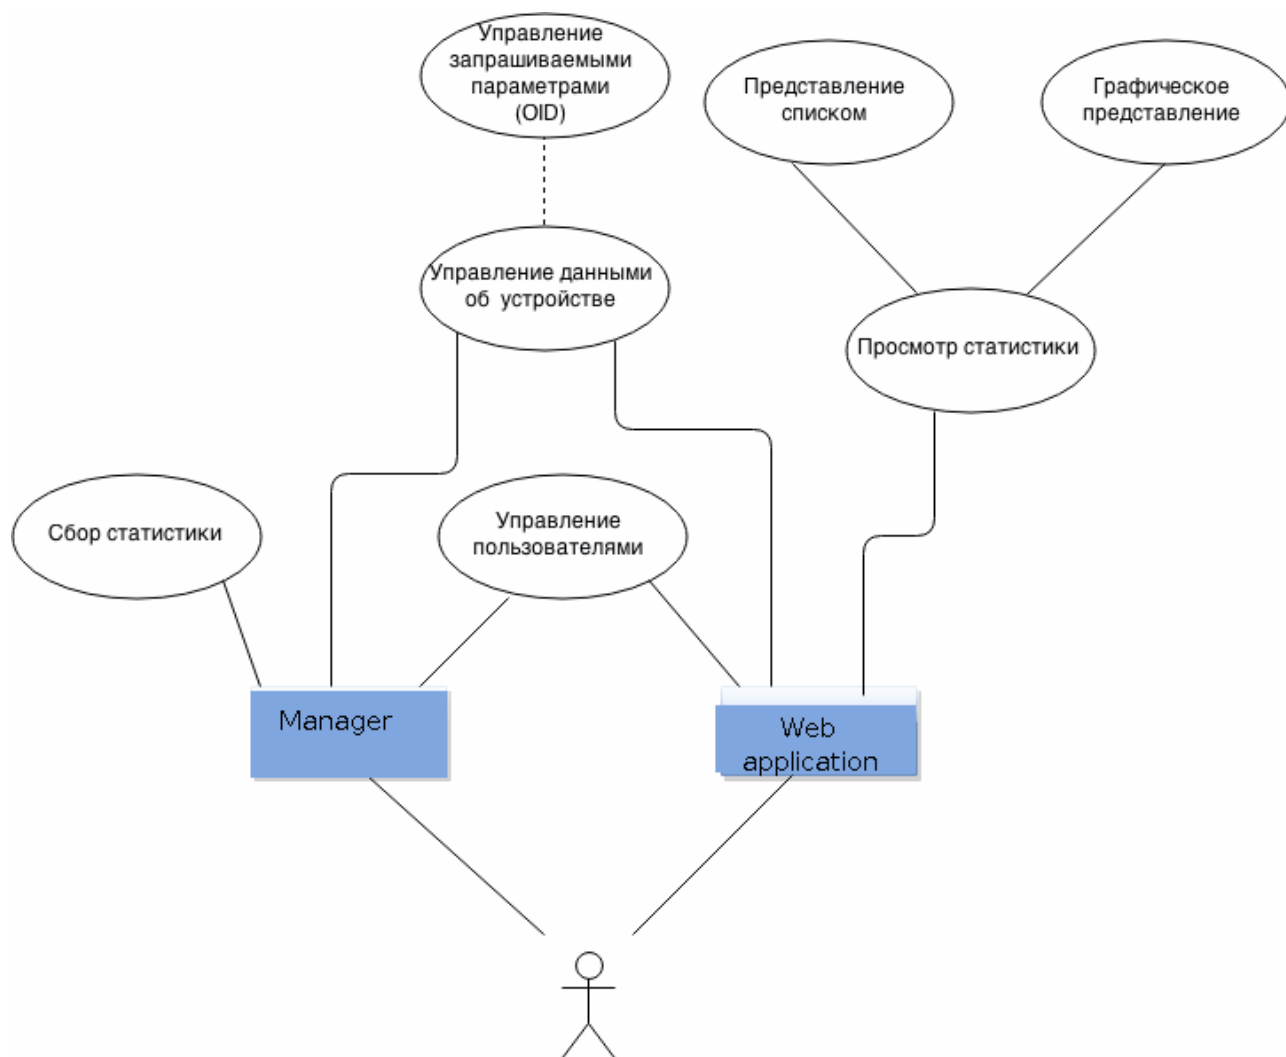 Управление
запрашиваемыми
параметрами
(OID)
Представление
списком
Графическое
представление
Управление данными
об устройстве
Просмотр статистики
Сбор статистики
Управление
пользователями
Manager
Web
application